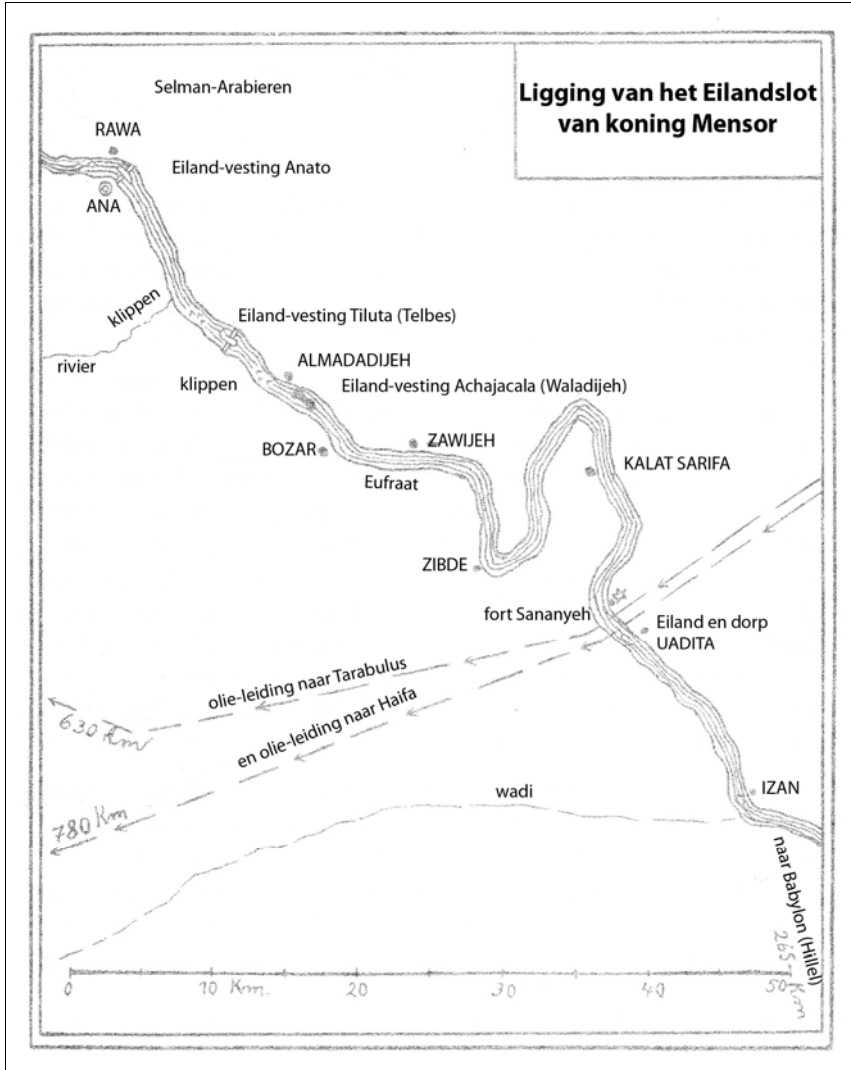 Ligging van het Eilandslot
van koning Mensor
Selman-Arabieren
RAWA
Eiland-vesting Anato
ANA
klippen
rivier
Eiland-vesting Tiluta (Telbes)
klippen
ALMADADIJEH
Eiland-vesting Achajacala (Waladijeh)
BOZAR
ZAWIJEH
Eufraat
KALAT SARIFA
ZIBDE
fort Sananyeh
Eiland en dorp
UADITA
olie-leiding naar Tarabulus
630 Km
en olie-leiding naar Haifa
780 Km
wadi
IZAN
naar Babylon (Hillel)
265 Km
0 10 Km. 20 30 40 50 Km